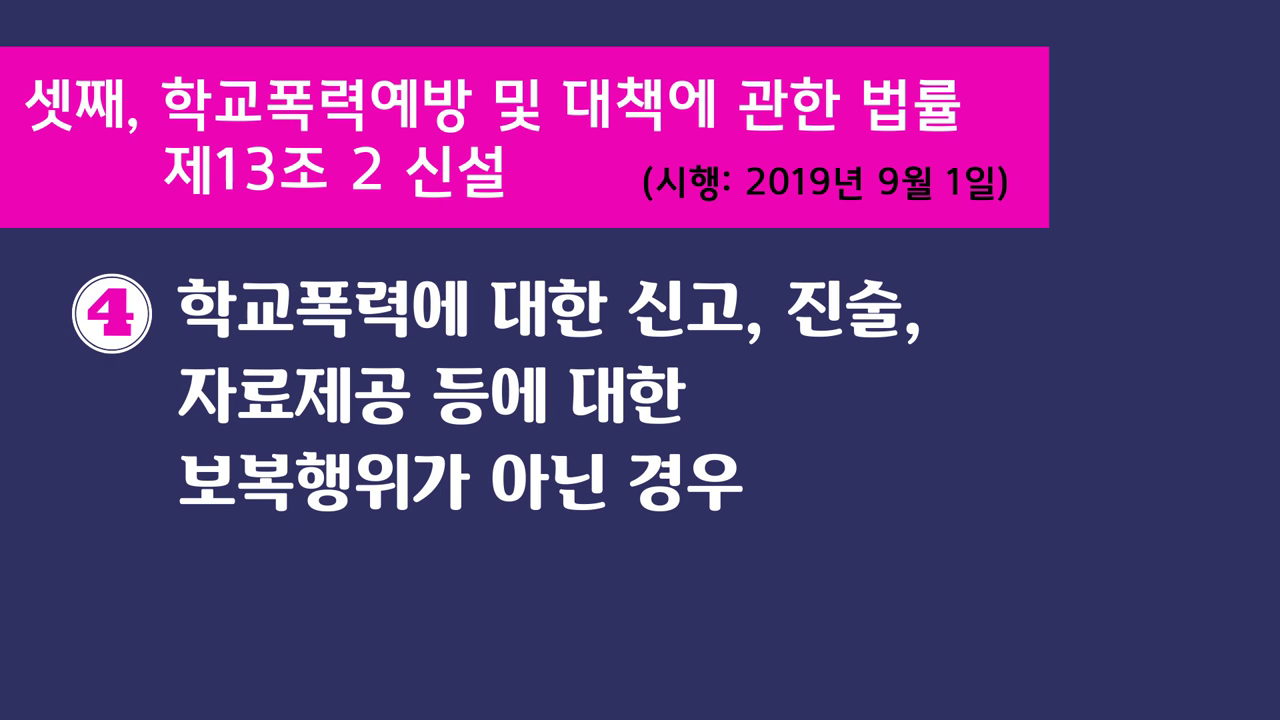 셋째, 학교폭력예방 및 대책에 관한 법률
제13조 2 신설
(시행: 2019년 9월 1일)
4 학교폭력에 대한 신고, 진술,
자료제공 등에 대한
보복행위가 아닌 경우